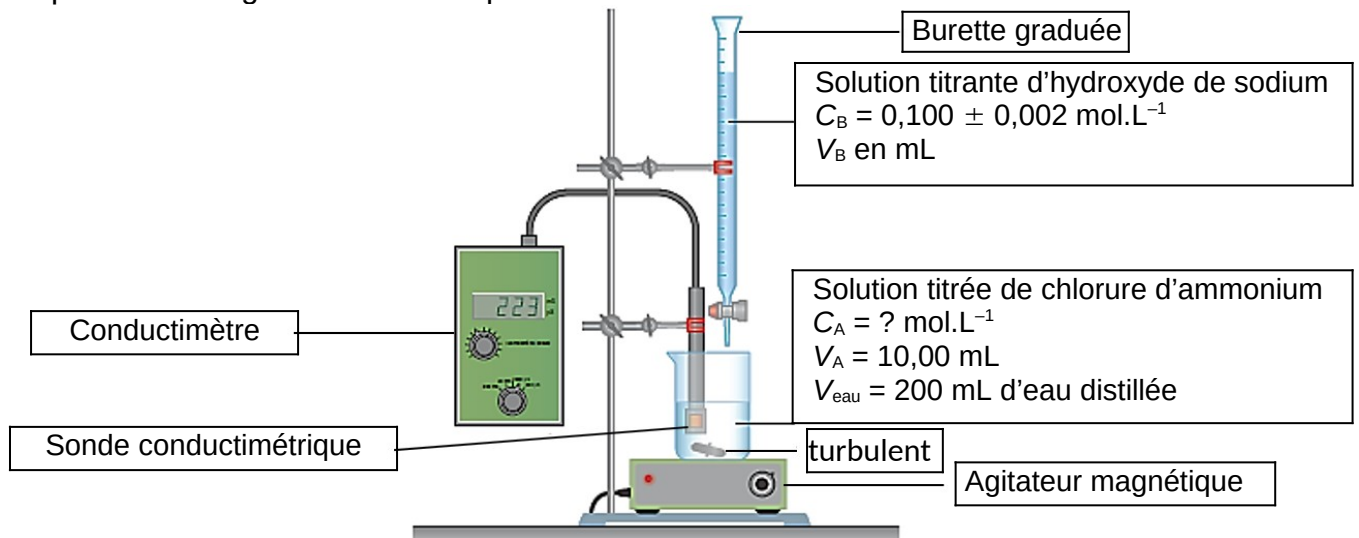 Burette graduée
Solution titrante d’hydroxyde de sodium
CB = 0,100 ± 0,002 mol.L–1
VB en mL
223
Solution titrée de chlorure d’ammonium
CA = ? mol.L–1
VA = 10,00 mL
Veau = 200 mL d’eau distillée
Conductimètre
Sonde conductimétrique
turbulent
Agitateur magnétique